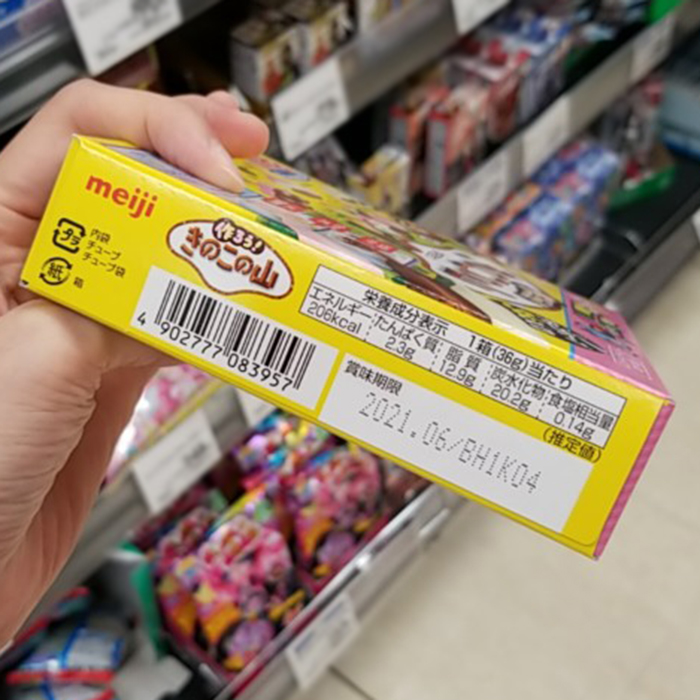 meiji
プラ
内袋
チューブ
チューブ袋
紙
箱
作ろう!
きのこの山
4 902777 083957
栄養成分表示 1箱(36g)当たり
エネルギー たんぱく質 脂質 炭水化物 食塩相当量
206kcal 2.3g 12.9g 20.2g 0.14g
(推定値)
賞味期限
2021.06/BH1K04